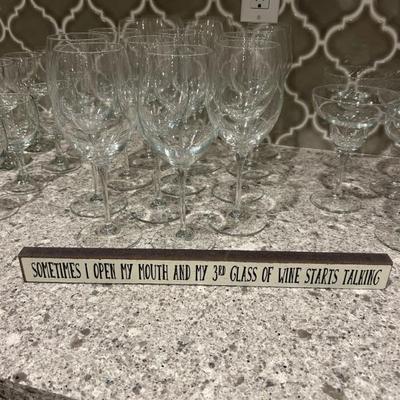 SOMETIMES I OPEN MY MOUTH AND MY 3RD GLASS OF WINE STARTS TALKING